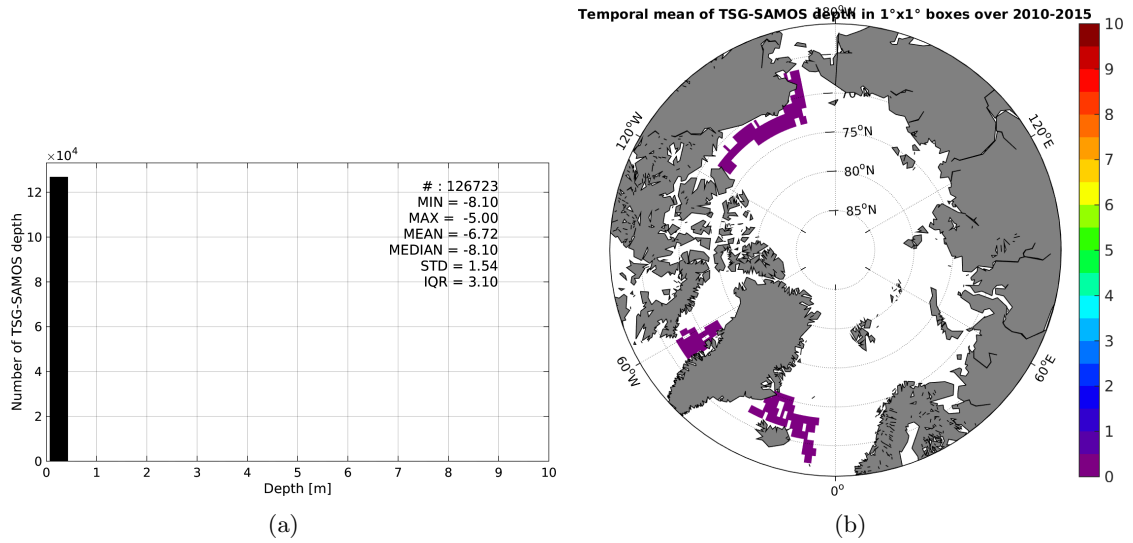 ×10⁴
12
10
8
6
4
2
0
Number of TSG-SAMOS depth
# : 126723
MIN = -8.10
MAX = -5.00
MEAN = -6.72
MEDIAN = -8.10
STD = 1.54
IQR = 3.10
0 1 2 3 4 5 6 7 8 9 10
Depth [m]
(a)
Temporal mean of TSG-SAMOS depth in 1°x1° boxes over 2010-2015
180°W
120°W
120°E
60°W
60°E
0°
70
75°N
80°N
85°N
10
9
8
7
6
5
4
3
2
1
0
(b)